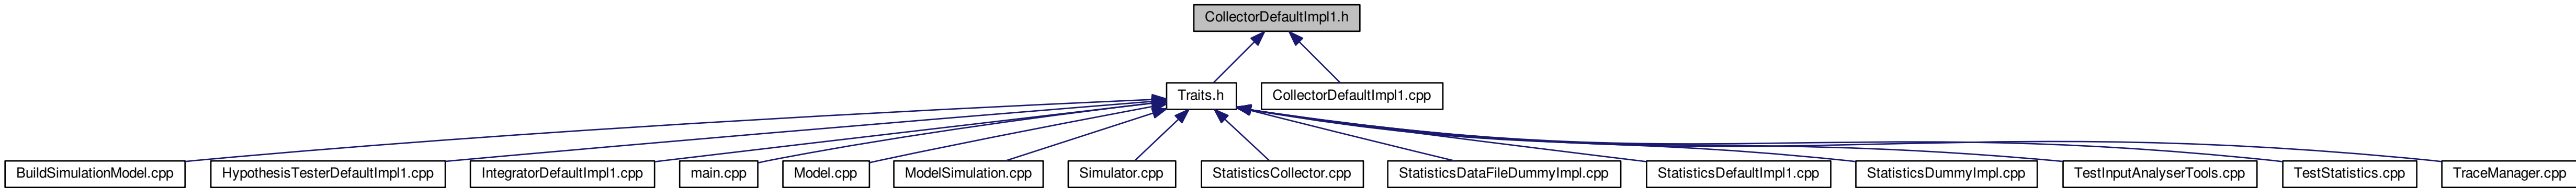 CollectorDefaultImpl1.h
Traits.h
CollectorDefaultImpl1.cpp
BuildSimulationModel.cpp
HypothesisTesterDefaultImpl1.cpp
IntegratorDefaultImpl1.cpp
main.cpp
Model.cpp
ModelSimulation.cpp
Simulator.cpp
StatisticsCollector.cpp
StatisticsDataFileDummyImpl.cpp
StatisticsDefaultImpl1.cpp
StatisticsDummyImpl.cpp
TestInputAnalyserTools.cpp
TestStatistics.cpp
TraceManager.cpp